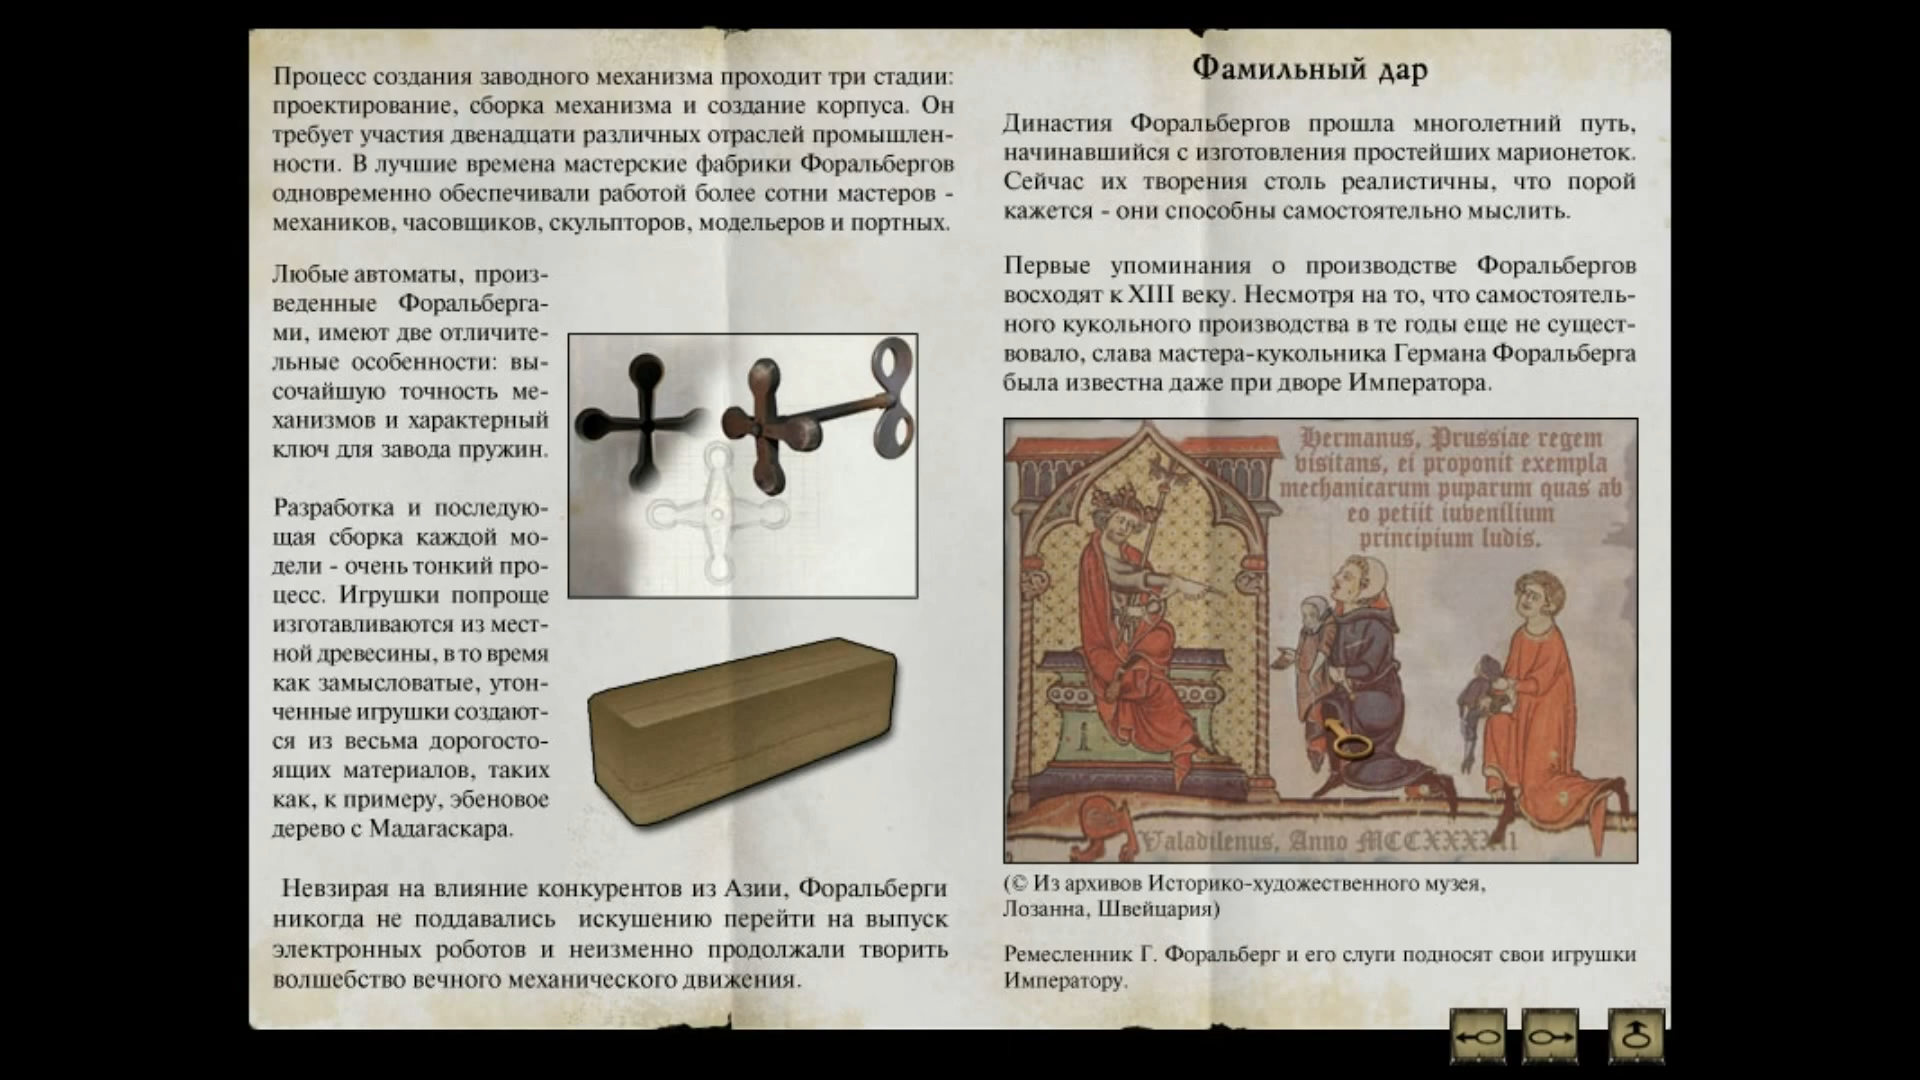 Процесс создания заводного механизма проходит три стадии:
проектирование, сборка механизма и создание корпуса. Он
требует участия двенадцати различных отраслей промышлен-
ности. В лучшие времена мастерские фабрики Форальбергов
одновременно обеспечивали работой более сотни мастеров -
механиков, часовщиков, скульпторов, модельеров и портных.
Любые автоматы, произ-
веденные Форальберга-
ми, имеют две отличите-
льные особенности: вы-
сочайшую точность ме-
ханизмов и характерный
ключ для завода пружин.
Разработка и последую-
щая сборка каждой мо-
дели - очень тонкий про-
цесс. Игрушки попроще
изготавливаются из мест-
ной древесины, в то время
как замысловатые, утон-
ченные игрушки создают-
ся из весьма дорогосто-
ящих материалов, таких
как, к примеру, эбеновое
дерево с Мадагаскара.
Невзирая на влияние конкурентов из Азии, Форальберги
никогда не поддавались искушению перейти на выпуск
электронных роботов и неизменно продолжали творить
волшебство вечного механического движения.
Фамильный дар
Династия Форальбергов прошла многолетний путь,
начинавшийся с изготовления простейших марионеток.
Сейчас их творения столь реалистичны, что порой
кажется - они способны самостоятельно мыслить.
Первые упоминания о производстве Форальбергов
восходят к XIII веку. Несмотря на то, что самостоятель-
ного кукольного производства в те годы еще не сущест-
вовало, слава мастера-кукольника Германа Форальберга
была известна даже при дворе Императора.
Hermanus, Prussiae regem
visitans, ei proponit exempla
mechanicarum puparum quas ab
eo petiit iuvenilium
principium ludis.
Valadilenus, Anno
(© Из архивов Историко-художественного музея,
Лозанна, Швейцария)
Ремесленник Г. Форальберг и его слуги подносят свои игрушки
Императору.